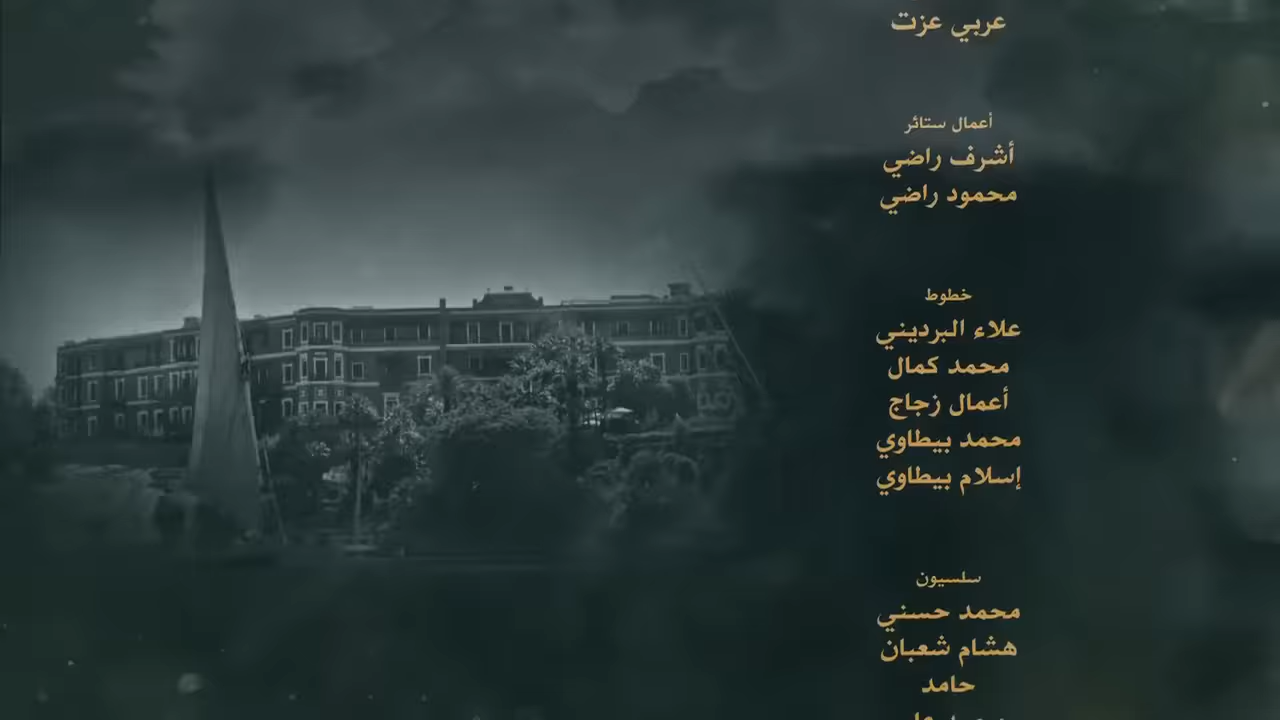 عربي عزت
أعمال ستائر
أشرف راضي
محمود راضي
خطوط
علاء البرديني
محمد كمال
أعمال زجاج
محمد بيطاوي
إسلام بيطاوي
سلسيون
محمد حسني
هشام شعبان
حامد